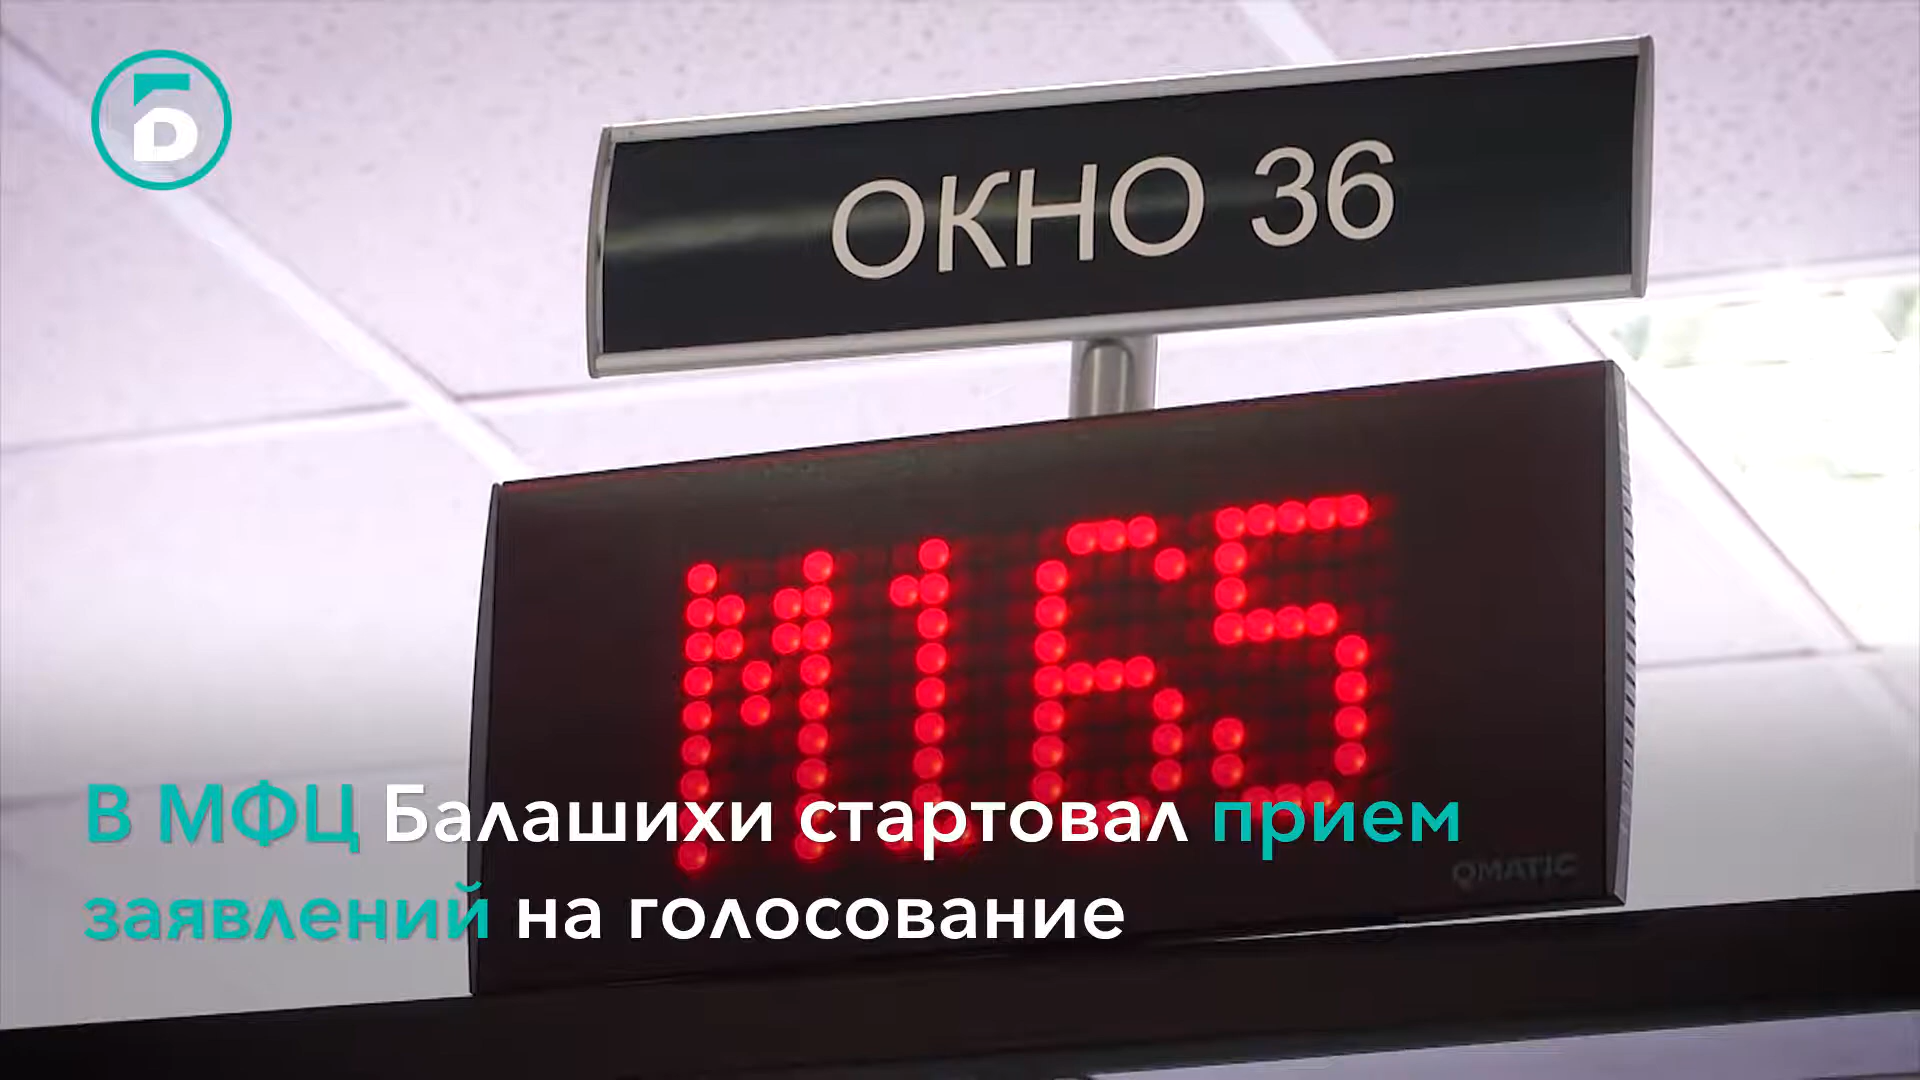 ОКНО 36
М165
QMATIC
В МФЦ Балашихи стартовал прием
заявлений на голосование